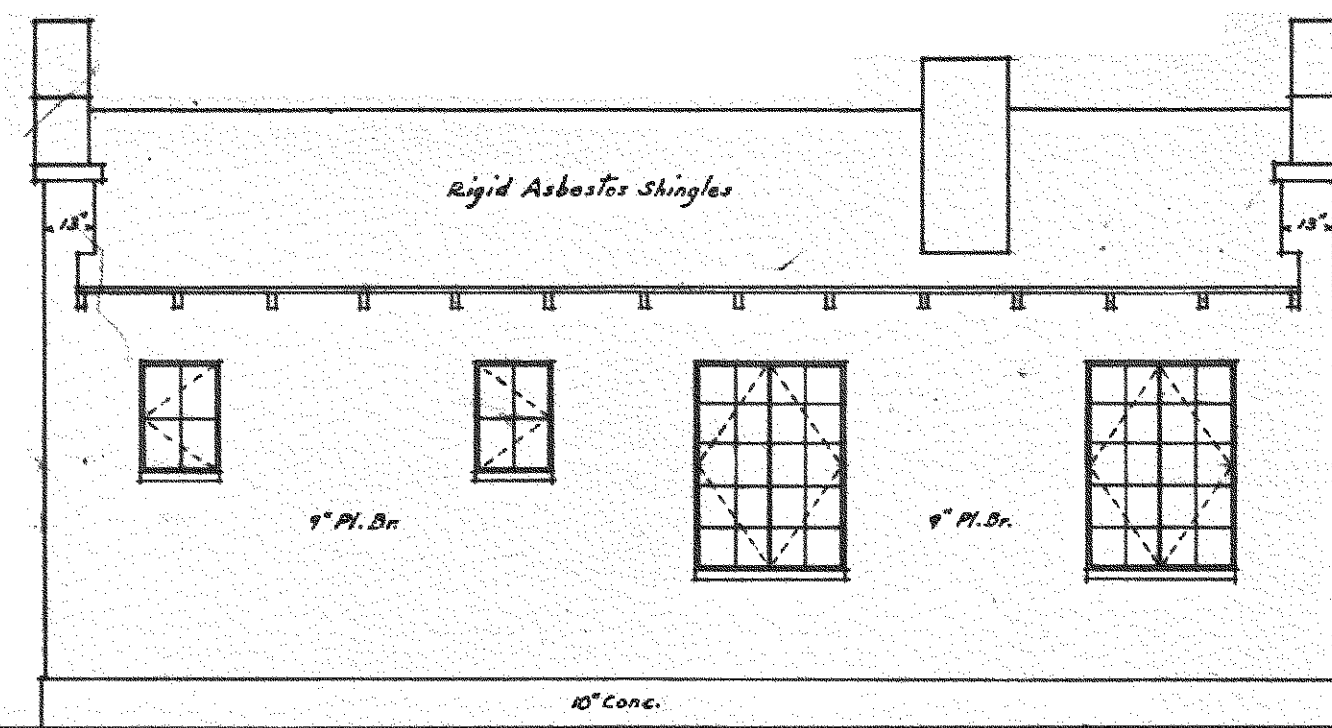 Rigid Asbestos Shingles
13"
13"
9" Pl. Br.
9" Pl. Br.
10" Conc.